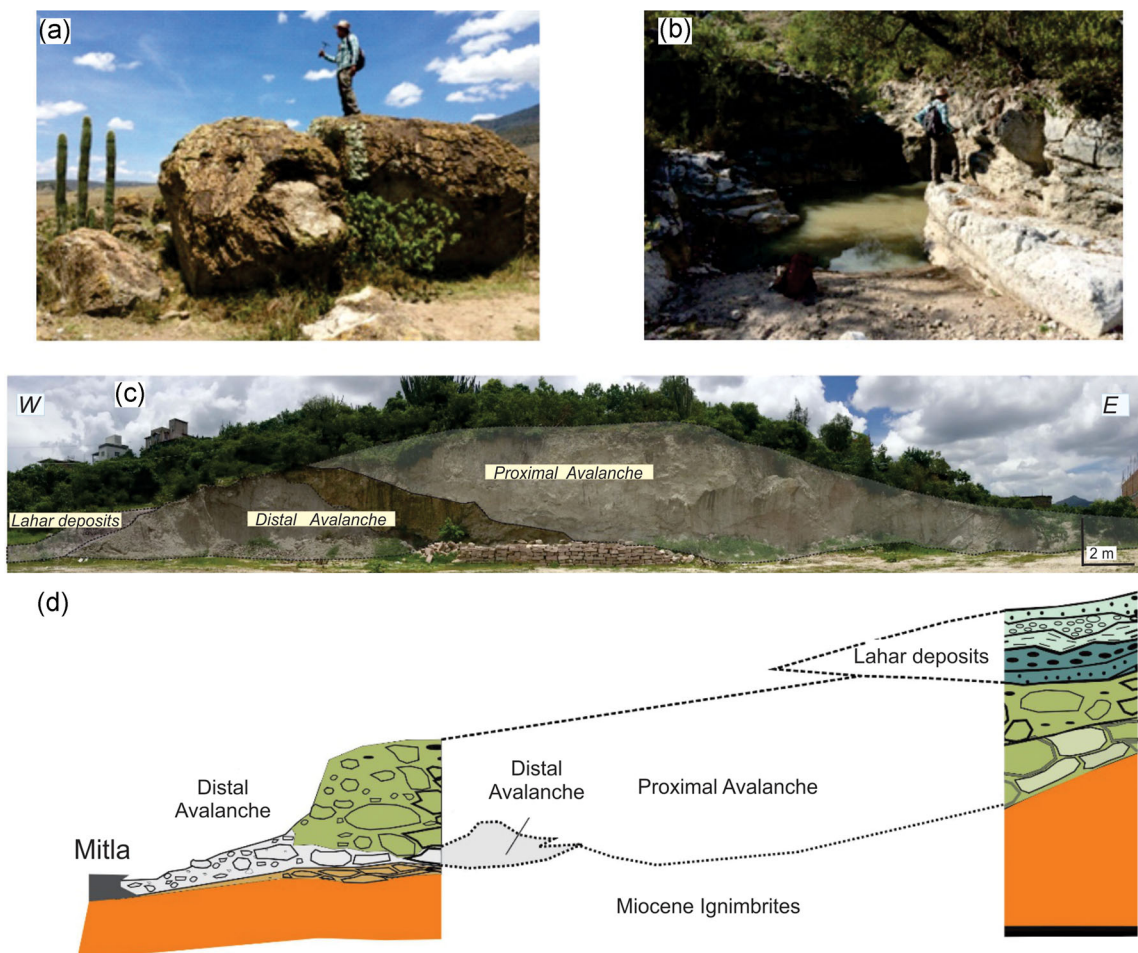 (a)
(b)
W
(c)
E
Proximal Avalanche
Lahar deposits
Distal Avalanche
2 m
(d)
Lahar deposits
Distal
Avalanche
Distal
Avalanche
Proximal Avalanche
Mitla
Miocene Ignimbrites